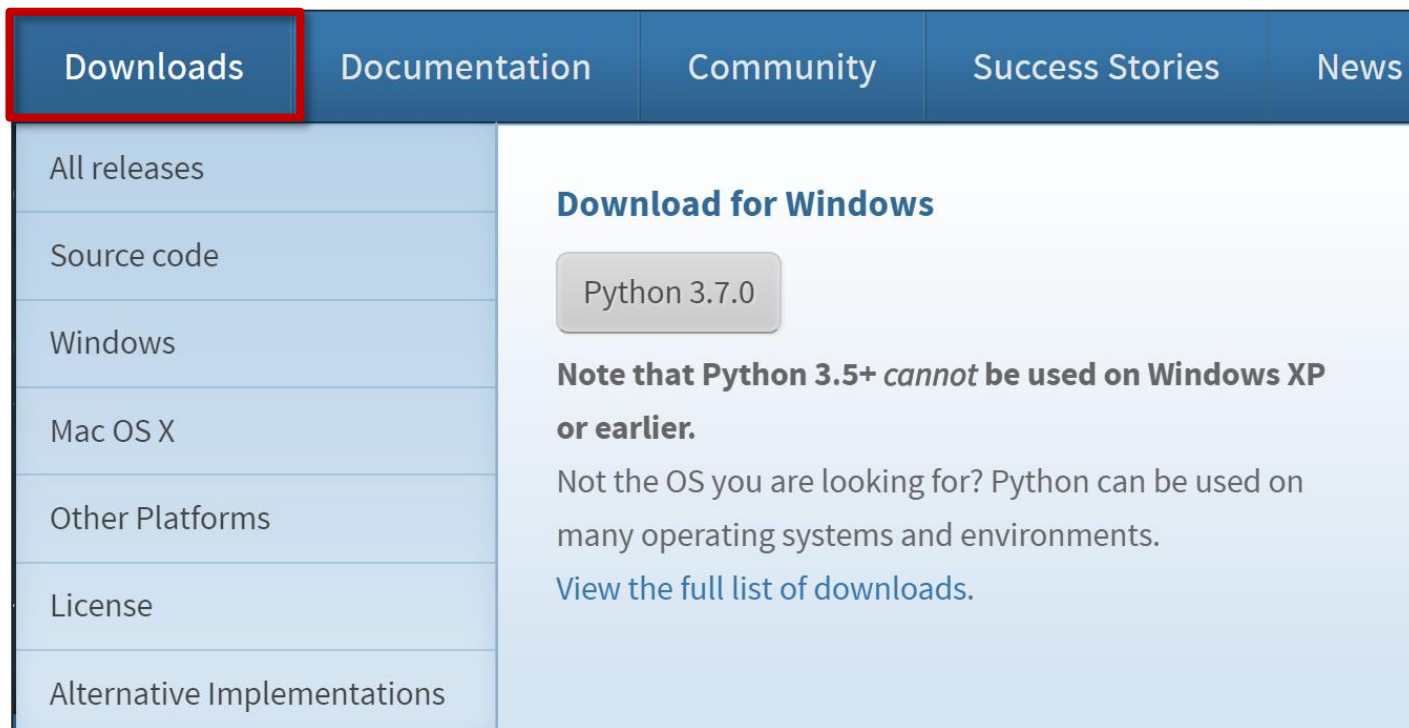 Downloads Documentation Community Success Stories News
All releases
Source code
Windows
Mac OS X
Other Platforms
License
Alternative Implementations
Download for Windows
Python 3.7.0
Note that Python 3.5+ cannot be used on Windows XP
or earlier.
Not the OS you are looking for? Python can be used on
many operating systems and environments.
View the full list of downloads.